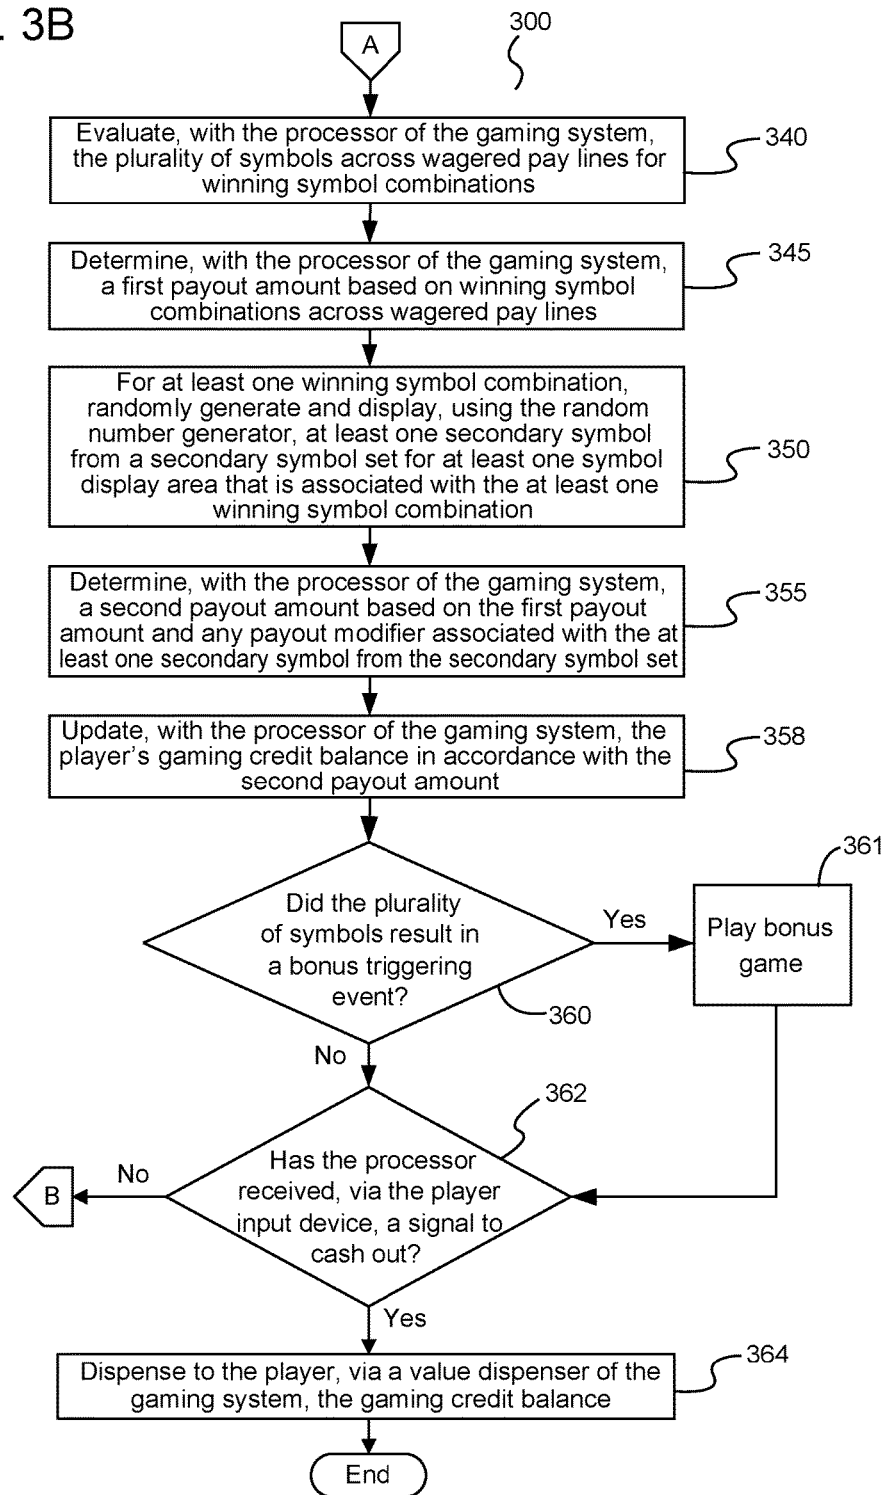 . 3B
A
300
Evaluate, with the processor of the gaming system,
the plurality of symbols across wagered pay lines for
winning symbol combinations
340
Determine, with the processor of the gaming system,
a first payout amount based on winning symbol
combinations across wagered pay lines
345
For at least one winning symbol combination,
randomly generate and display, using the random
number generator, at least one secondary symbol
from a secondary symbol set for at least one symbol
display area that is associated with the at least one
winning symbol combination
350
Determine, with the processor of the gaming system,
a second payout amount based on the first payout
amount and any payout modifier associated with the at
least one secondary symbol from the secondary symbol set
355
Update, with the processor of the gaming system, the
player's gaming credit balance in accordance with the
second payout amount
358
Did the plurality
of symbols result in
a bonus triggering
event?
360
Yes
361
Play bonus
game
No
362
Has the processor
received, via the player
input device, a signal to
cash out?
No
B
Yes
Dispense to the player, via a value dispenser of the
gaming system, the gaming credit balance
364
End